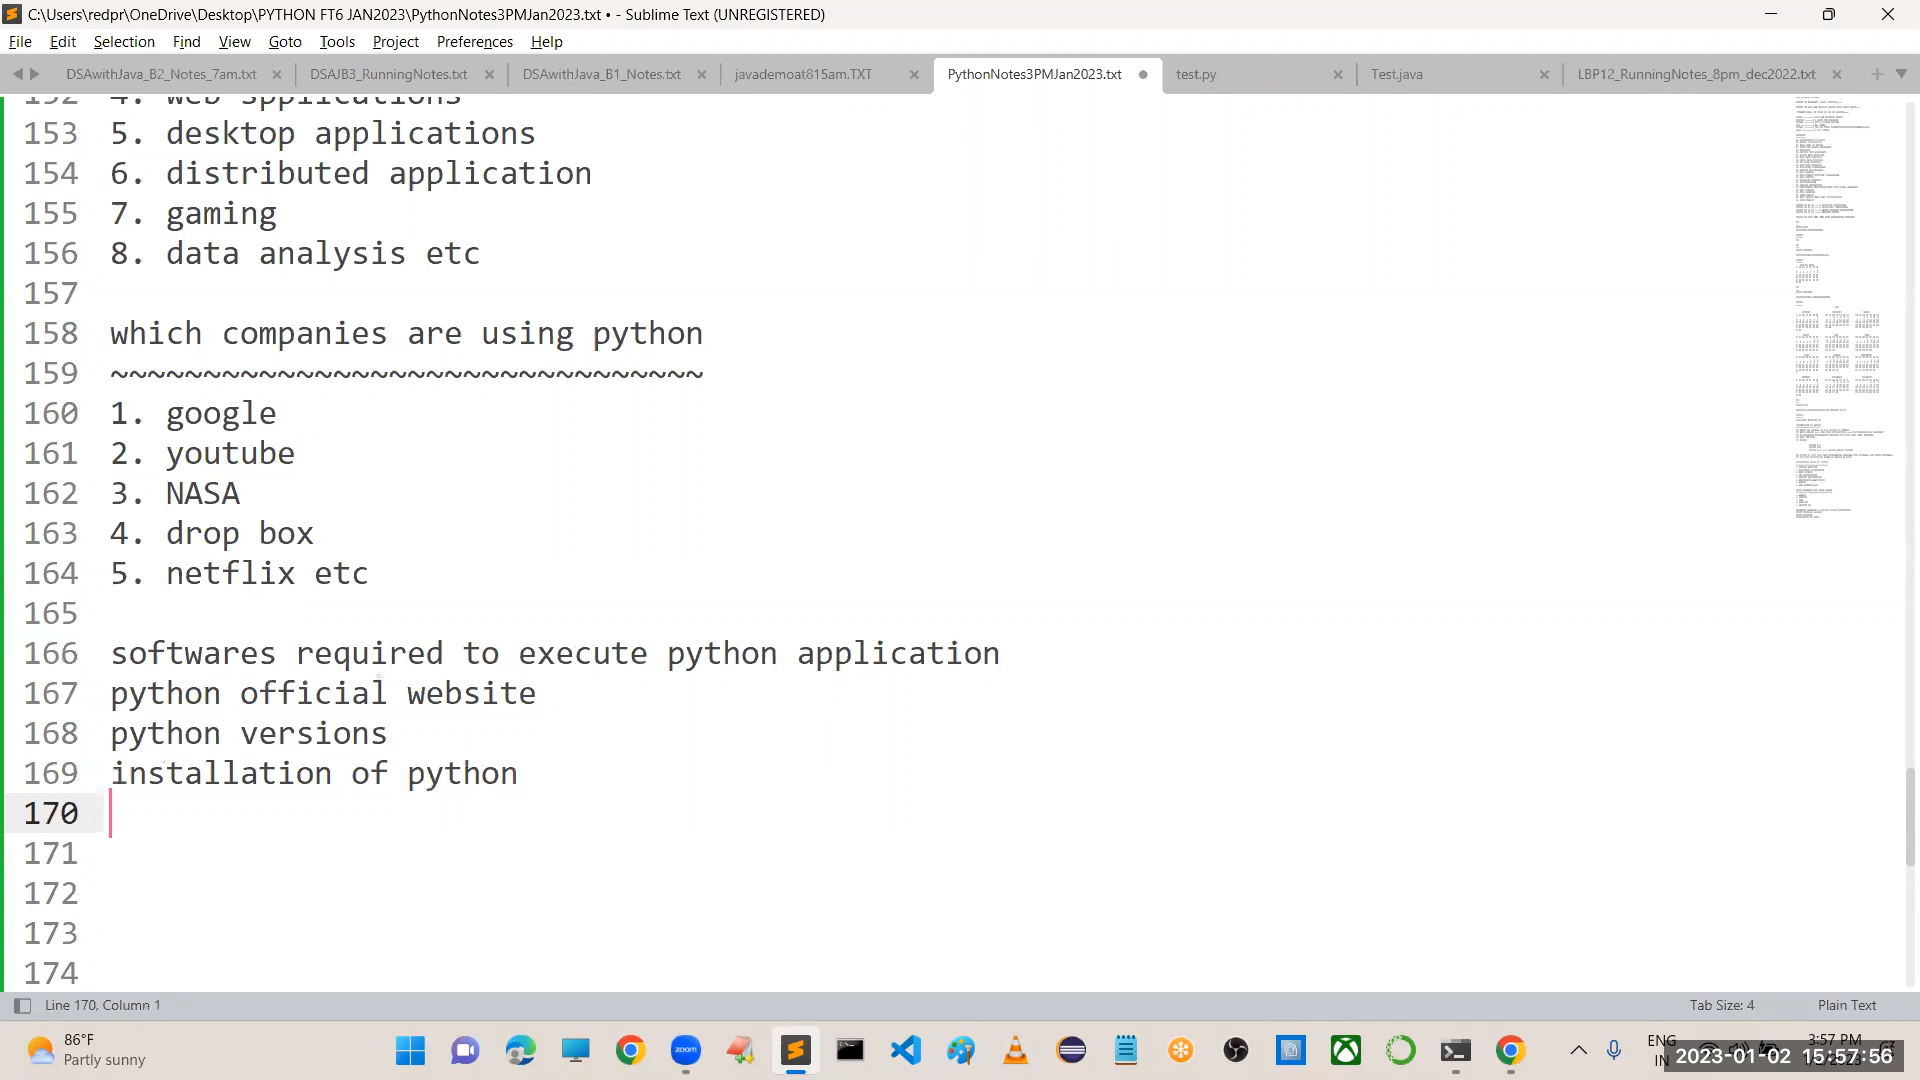 C:\Users\redpr\OneDrive\Desktop\PYTHON FT6 JAN2023\PythonNotes3PMJan2023.txt • - Sublime Text (UNREGISTERED)
File Edit Selection Find View Goto Tools Project Preferences Help
DSAwithJava_B2_Notes_7am.txt DSAJB3_RunningNotes.txt DSAwithJava_B1_Notes.txt javademoat815am.TXT PythonNotes3PMJan2023.txt test.py Test.java LBP12_RunningNotes_8pm_dec2022.txt
152 4. web applications
153 5. desktop applications
154 6. distributed application
155 7. gaming
156 8. data analysis etc
157
158 which companies are using python
159 ~~~~~~~~~~~~~~~~~~~~~~~~~~~~~~~~
160 1. google
161 2. youtube
162 3. NASA
163 4. drop box
164 5. netflix etc
165
166 softwares required to execute python application
167 python official website
168 python versions
169 installation of python
170
171
172
173
174
Line 170, Column 1 Tab Size: 4 Plain Text
86°F
Partly sunny
zoom
ENG
IN
3:57 PM
2023-01-02 15:57:56